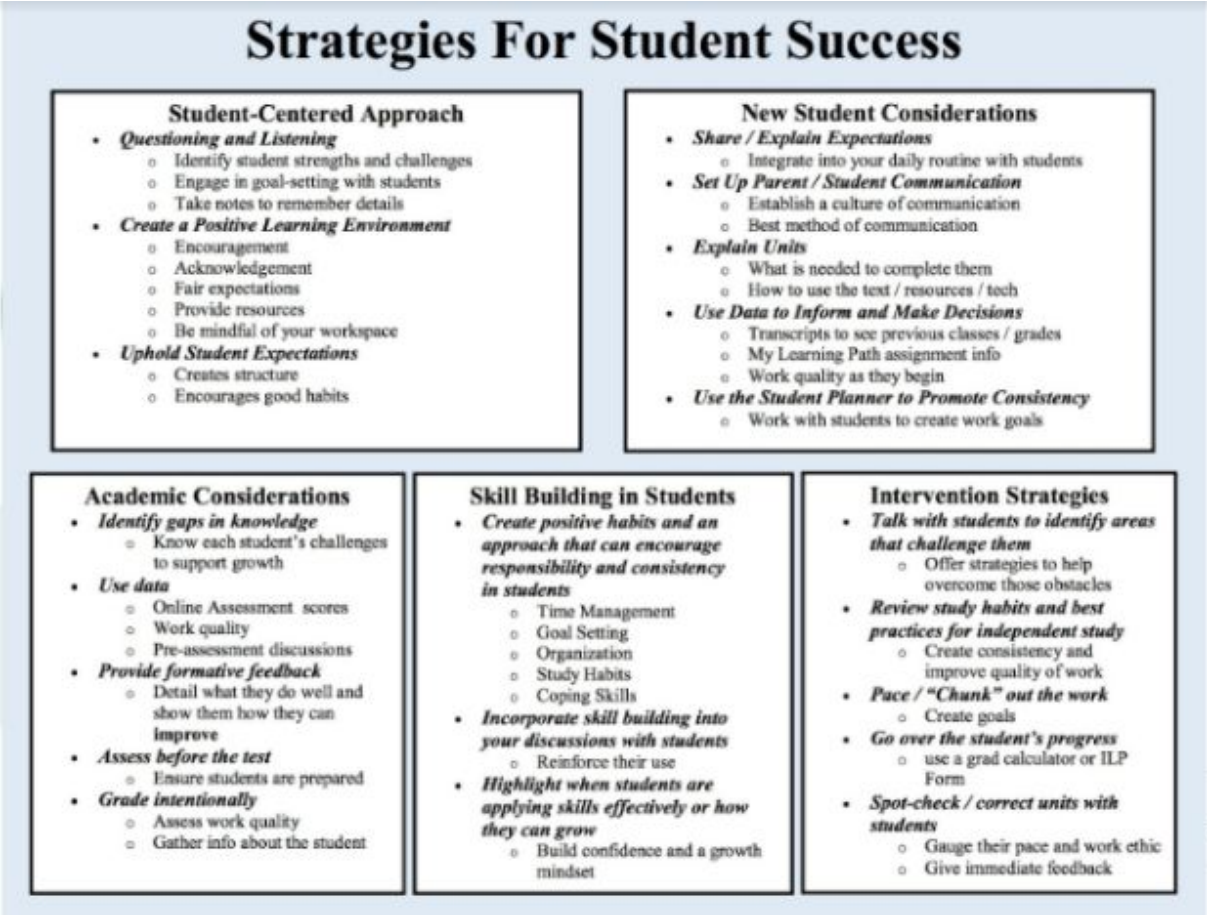 Strategies For Student Success
Student-Centered Approach
• Questioning and Listening
o Identify student strengths and challenges
o Engage in goal-setting with students
o Take notes to remember details
• Create a Positive Learning Environment
o Encouragement
o Acknowledgement
o Fair expectations
o Provide resources
o Be mindful of your workspace
• Uphold Student Expectations
o Creates structure
o Encourages good habits
New Student Considerations
• Share / Explain Expectations
o Integrate into your daily routine with students
• Set Up Parent / Student Communication
o Establish a culture of communication
o Best method of communication
• Explain Units
o What is needed to complete them
o How to use the text / resources / tech
• Use Data to Inform and Make Decisions
o Transcripts to see previous classes / grades
o My Learning Path assignment info
o Work quality as they begin
• Use the Student Planner to Promote Consistency
o Work with students to create work goals
Academic Considerations
• Identify gaps in knowledge
o Know each student's challenges
to support growth
• Use data
o Online Assessment scores
o Work quality
o Pre-assessment discussions
• Provide formative feedback
o Detail what they do well and
show them how they can
improve
• Assess before the test
o Ensure students are prepared
• Grade intentionally
o Assess work quality
o Gather info about the student
Skill Building in Students
• Create positive habits and an
approach that can encourage
responsibility and consistency
in students
o Time Management
o Goal Setting
o Organization
o Study Habits
o Coping Skills
• Incorporate skill building into
your discussions with students
o Reinforce their use
• Highlight when students are
applying skills effectively or how
they can grow
o Build confidence and a growth
mindset
Intervention Strategies
• Talk with students to identify areas
that challenge them
o Offer strategies to help
overcome those obstacles
• Review study habits and best
practices for independent study
o Create consistency and
improve quality of work
• Pace / "Chunk" out the work
o Create goals
• Go over the student's progress
o use a grad calculator or ILP
Form
• Spot-check / correct units with
students
o Gauge their pace and work ethic
o Give immediate feedback